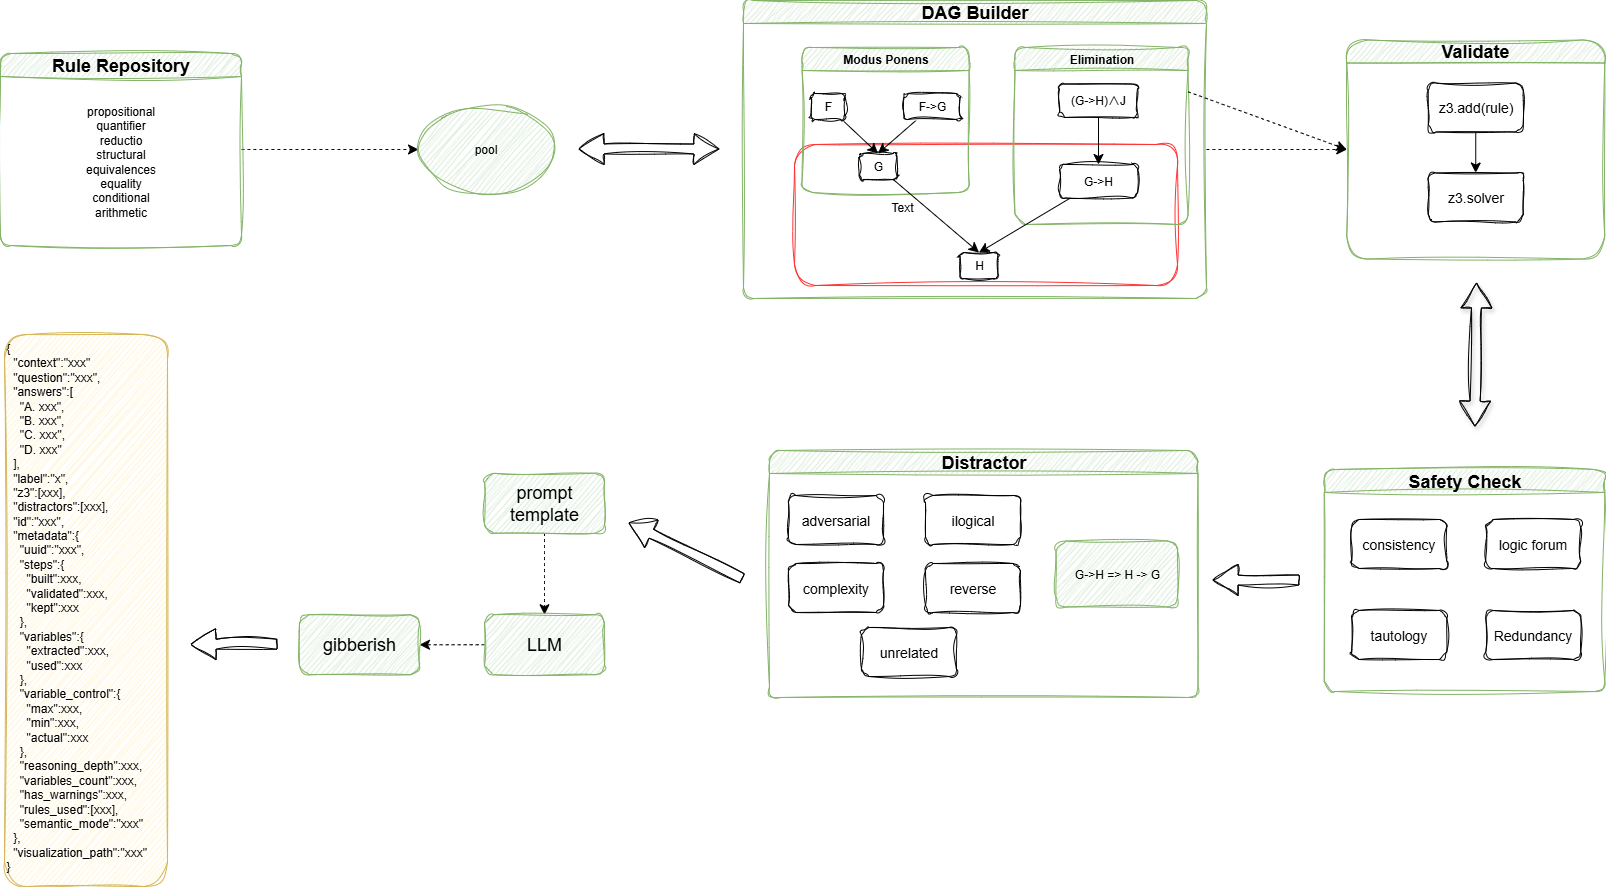 Rule Repository
propositional
quantifier
reductio
structural
equivalences
equality
conditional
arithmetic
pool
DAG Builder
Modus Ponens
F
F->G
G
Text
Elimination
(G->H)∧J
G->H
H
Validate
z3.add(rule)
z3.solver
Safety Check
consistency
logic forum
tautology
Redundancy
Distractor
adversarial
ilogical
complexity
reverse
unrelated
G->H => H -> G
prompt
template
LLM
gibberish
{
"context":"xxx"
"question":"xxx",
"answers":[
"A. xxx",
"B. xxx",
"C. xxx",
"D. xxx"
],
"label":"x",
"z3":[xxx],
"distractors":[xxx],
"id":"xxx",
"metadata":{
"uuid":"xxx",
"steps":{
"built":xxx,
"validated":xxx,
"kept":xxx
},
"variables":{
"extracted":xxx,
"used":xxx
},
"variable_control":{
"max":xxx,
"min":xxx,
"actual":xxx
},
"reasoning_depth":xxx,
"variables_count":xxx,
"has_warnings":xxx,
"rules_used":[xxx],
"semantic_mode":"xxx"
},
"visualization_path":"xxx"
}